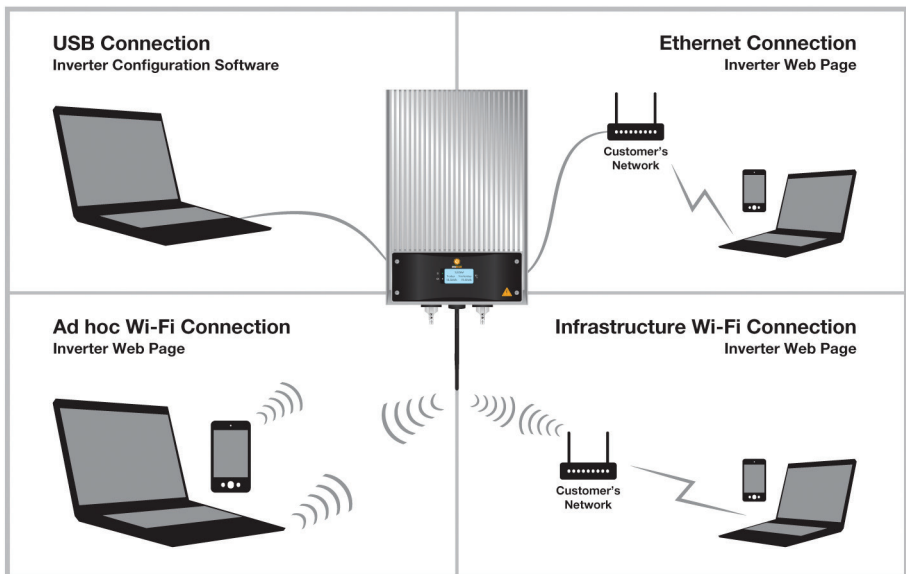 USB Connection
Inverter Configuration Software
Ethernet Connection
Inverter Web Page
Customer's
Network
Ad hoc Wi-Fi Connection
Inverter Web Page
Infrastructure Wi-Fi Connection
Inverter Web Page
Customer's
Network